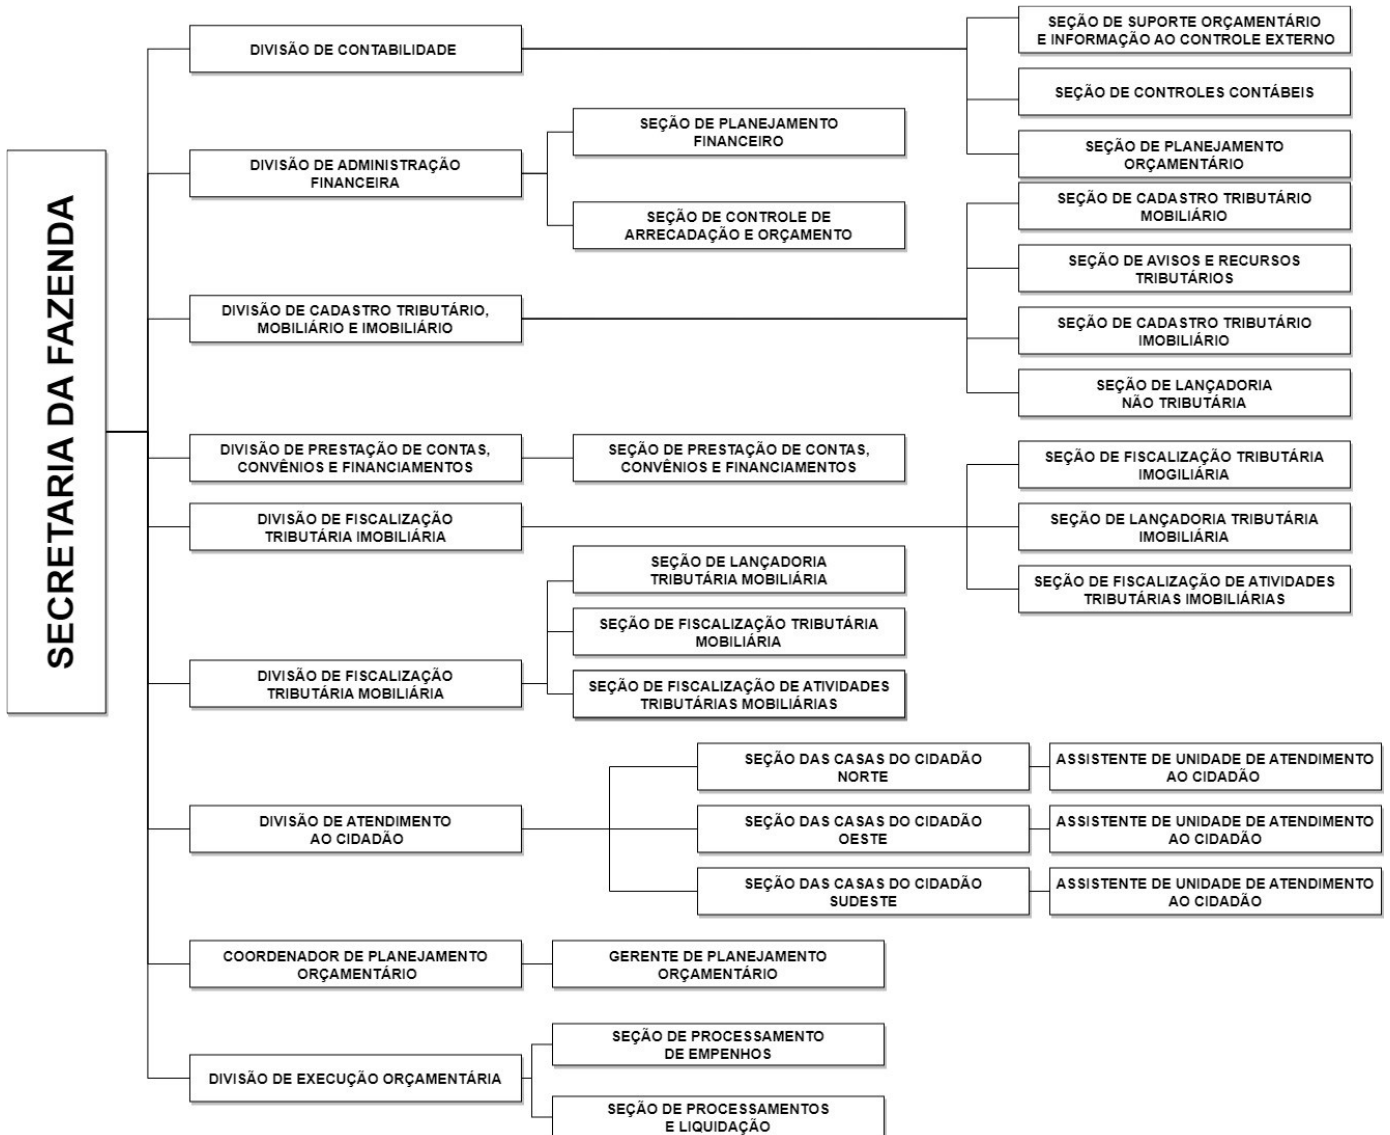 SECRETARIA DA FAZENDA
DIVISÃO DE CONTABILIDADE
SEÇÃO DE SUPORTE ORÇAMENTÁRIO
E INFORMAÇÃO AO CONTROLE EXTERNO
SEÇÃO DE CONTROLES CONTÁBEIS
SEÇÃO DE PLANEJAMENTO
ORÇAMENTÁRIO
DIVISÃO DE ADMINISTRAÇÃO
FINANCEIRA
SEÇÃO DE PLANEJAMENTO
FINANCEIRO
SEÇÃO DE CONTROLE DE
ARRECADAÇÃO E ORÇAMENTO
DIVISÃO DE CADASTRO TRIBUTÁRIO,
MOBILIÁRIO E IMOBILIÁRIO
SEÇÃO DE CADASTRO TRIBUTÁRIO
MOBILIÁRIO
SEÇÃO DE AVISOS E RECURSOS
TRIBUTÁRIOS
SEÇÃO DE CADASTRO TRIBUTÁRIO
IMOBILIÁRIO
SEÇÃO DE LANÇADORIA
NÃO TRIBUTÁRIA
DIVISÃO DE PRESTAÇÃO DE CONTAS,
CONVÊNIOS E FINANCIAMENTOS
SEÇÃO DE PRESTAÇÃO DE CONTAS,
CONVÊNIOS E FINANCIAMENTOS
DIVISÃO DE FISCALIZAÇÃO
TRIBUTÁRIA IMOBILIÁRIA
SEÇÃO DE FISCALIZAÇÃO TRIBUTÁRIA
IMOGILIÁRIA
SEÇÃO DE LANÇADORIA TRIBUTÁRIA
IMOBILIÁRIA
SEÇÃO DE FISCALIZAÇÃO DE ATIVIDADES
TRIBUTÁRIAS IMOBILIÁRIAS
DIVISÃO DE FISCALIZAÇÃO
TRIBUTÁRIA MOBILIÁRIA
SEÇÃO DE LANÇADORIA
TRIBUTÁRIA MOBILIÁRIA
SEÇÃO DE FISCALIZAÇÃO TRIBUTÁRIA
MOBILIÁRIA
SEÇÃO DE FISCALIZAÇÃO DE ATIVIDADES
TRIBUTÁRIAS MOBILIÁRIAS
DIVISÃO DE ATENDIMENTO
AO CIDADÃO
SEÇÃO DAS CASAS DO CIDADÃO
NORTE
ASSISTENTE DE UNIDADE DE ATENDIMENTO
AO CIDADÃO
SEÇÃO DAS CASAS DO CIDADÃO
OESTE
ASSISTENTE DE UNIDADE DE ATENDIMENTO
AO CIDADÃO
SEÇÃO DAS CASAS DO CIDADÃO
SUDESTE
ASSISTENTE DE UNIDADE DE ATENDIMENTO
AO CIDADÃO
COORDENADOR DE PLANEJAMENTO
ORÇAMENTÁRIO
GERENTE DE PLANEJAMENTO
ORÇAMENTÁRIO
DIVISÃO DE EXECUÇÃO ORÇAMENTÁRIA
SEÇÃO DE PROCESSAMENTO
DE EMPENHOS
SEÇÃO DE PROCESSAMENTOS
E LIQUIDAÇÃO